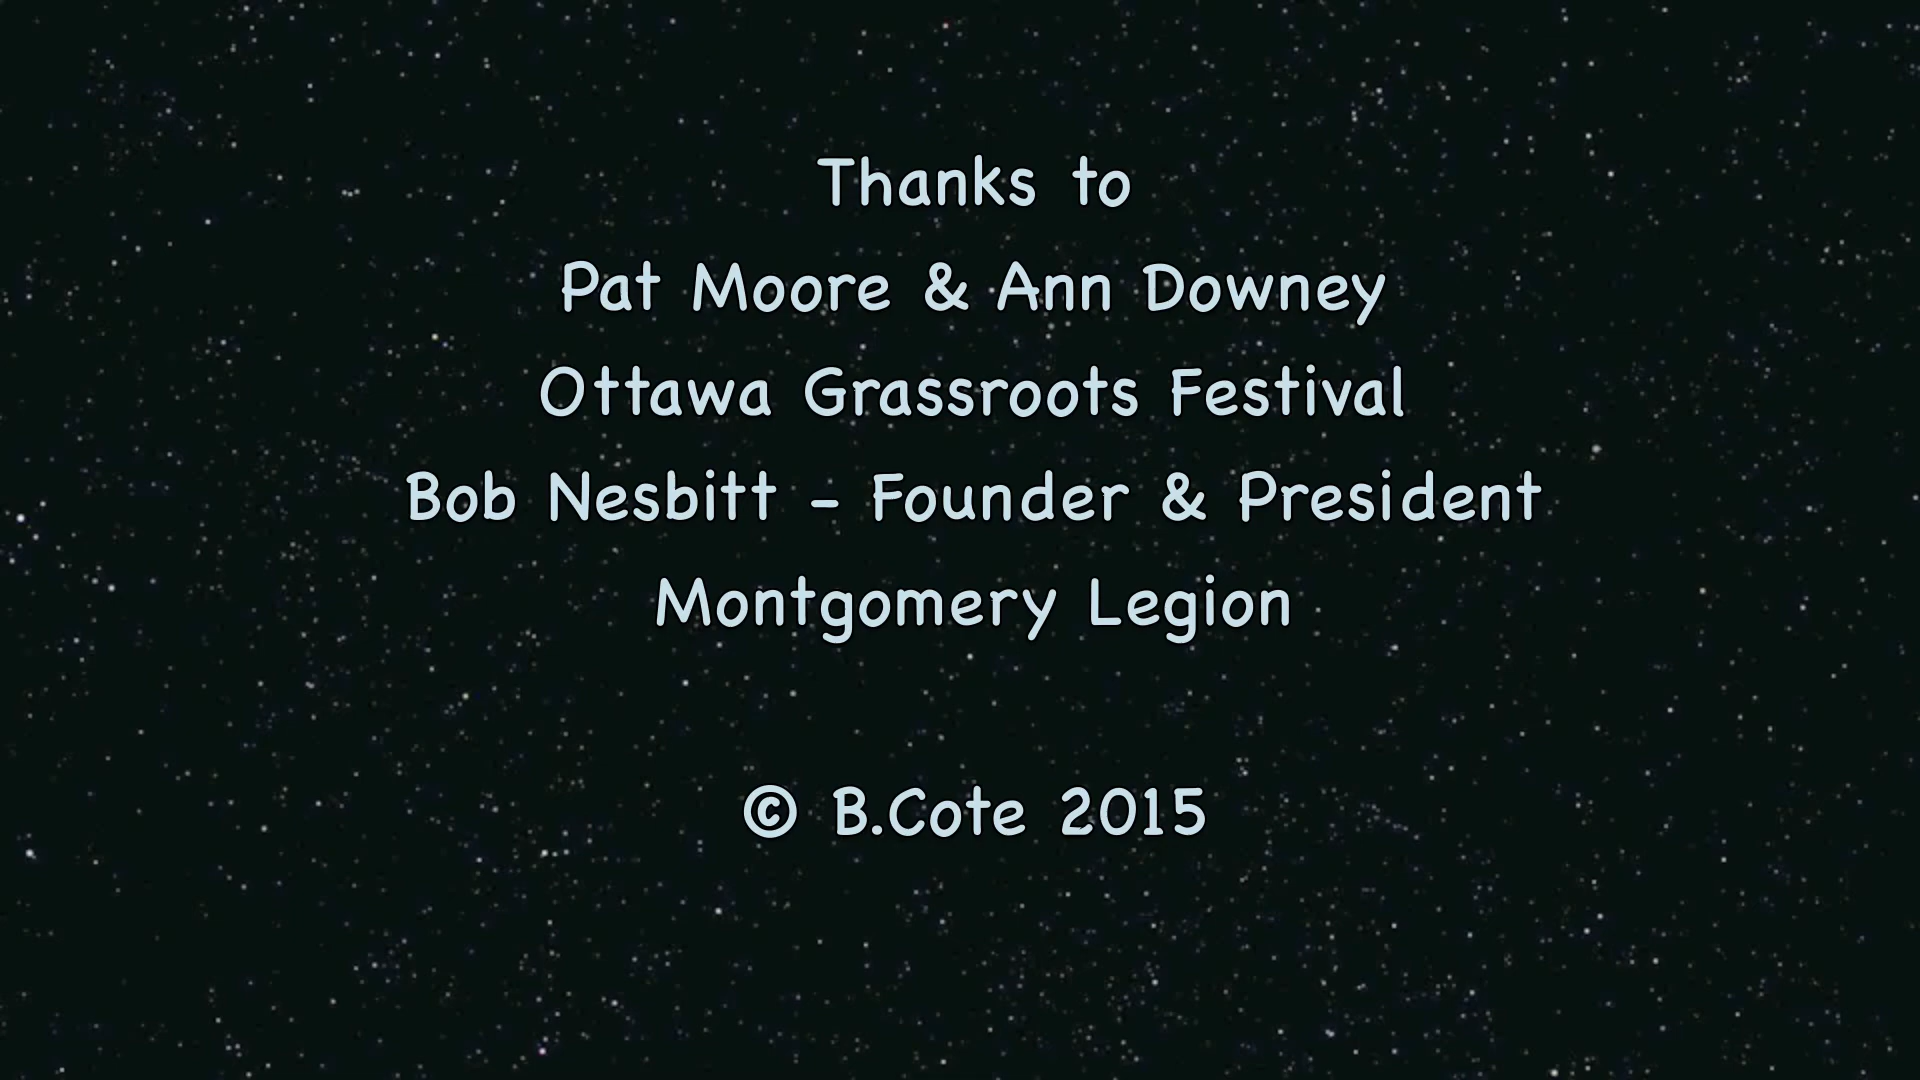 Thanks to
Pat Moore & Ann Downey
Ottawa Grassroots Festival
Bob Nesbitt - Founder & President
Montgomery Legion
© B.Cote 2015